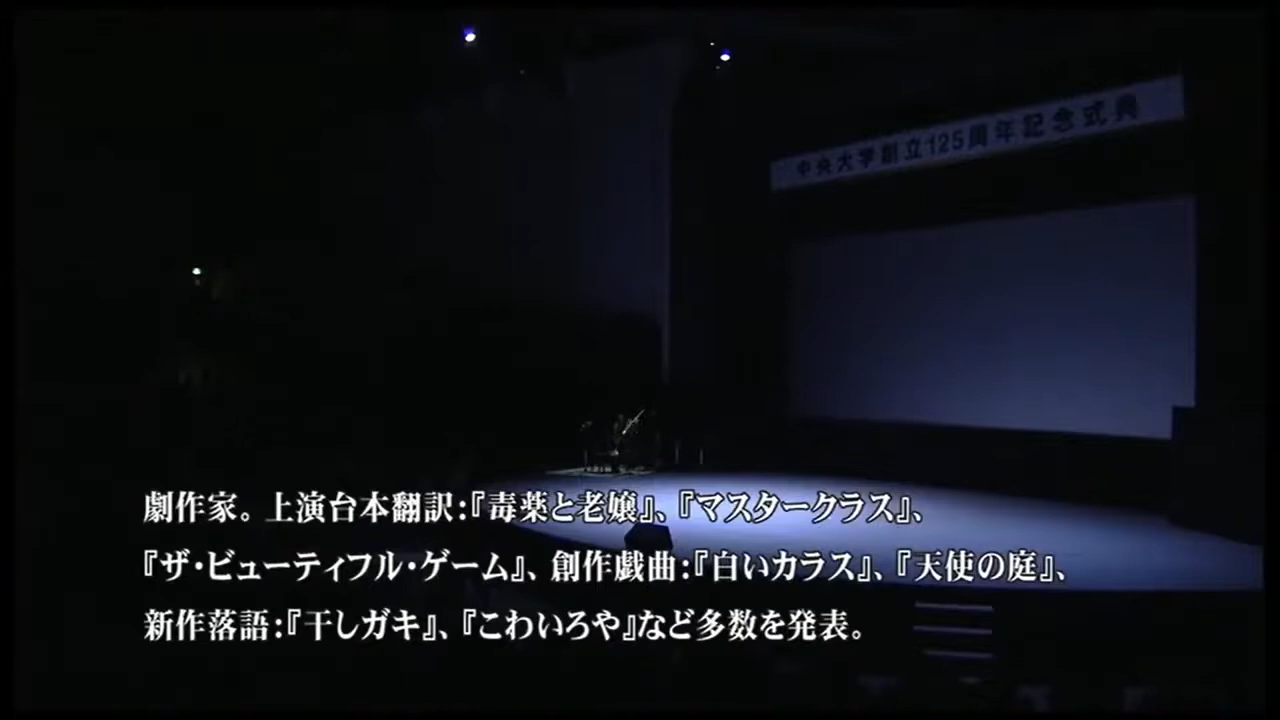 中央大学創立125周年記念式典
劇作家。上演台本翻訳:『毒薬と老嬢』、『マスタークラス』、
『ザ・ビューティフル・ゲーム』、創作戯曲:『白いカラス』、『天使の庭』、
新作落語:『干しガキ』、『こわいろや』など多数を発表。